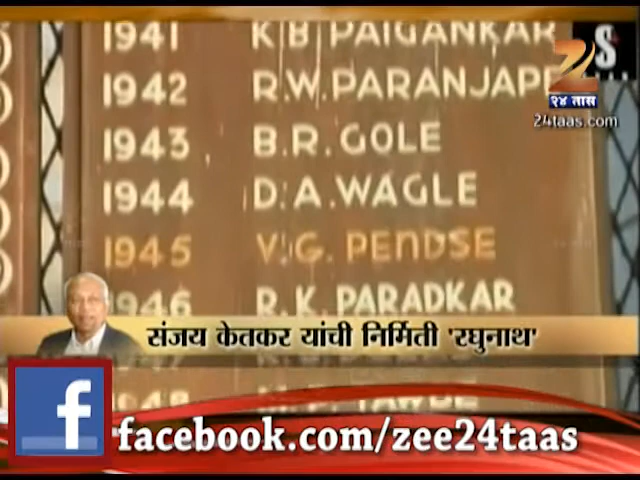 1941 K.B. PAIGANKAR
1942 R.W. PARANJAPE
1943 B.R. GOLE
1944 D.A. WAGLE
1945 V.G. PENDSE
1946 R.K. PARADKAR
S
२४ तास
24taas.com
संजय केतकर यांची निर्मिती 'रघुनाथ'
f facebook.com/zee24taas